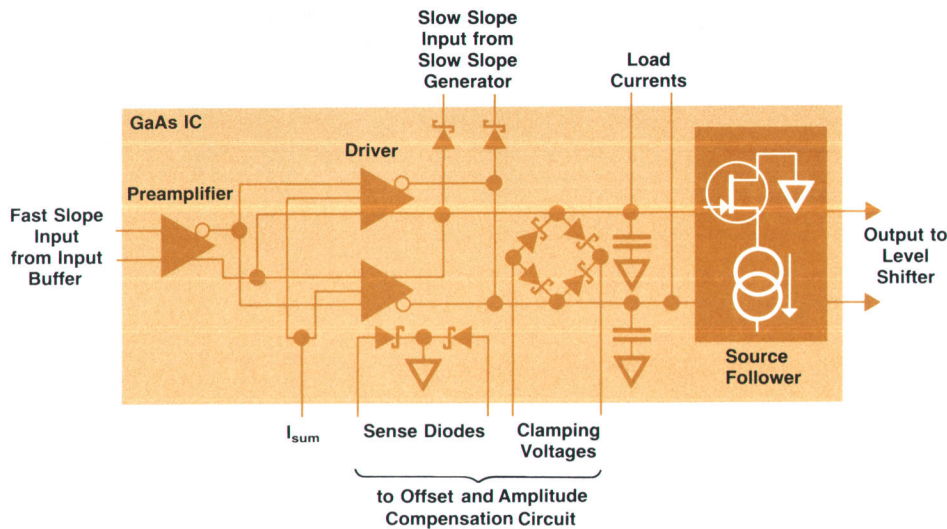 Slow Slope
Input from
Slow Slope
Generator
Load
Currents
GaAs IC
Driver
Preamplifier
Fast Slope
Input
from Input
Buffer
Output to
Level
Shifter
Source
Follower
I_sum
Sense Diodes
Clamping
Voltages
to Offset and Amplitude
Compensation Circuit